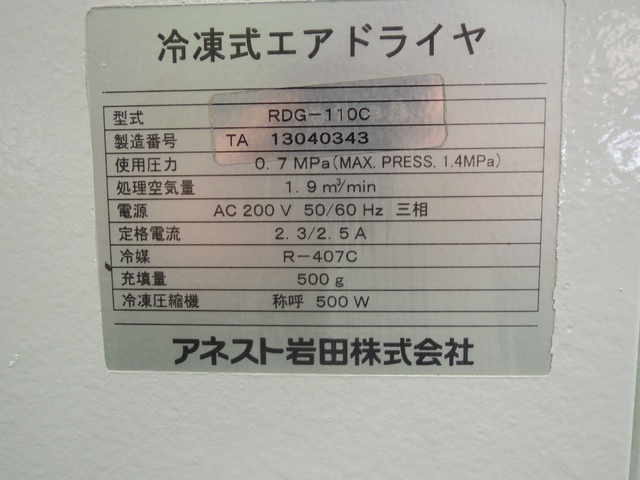 冷凍式エアドライヤ
型式 RDG-110C
製造番号 TA 13040343
使用圧力 0.7 MPa(MAX. PRESS. 1.4MPa)
処理空気量 1.9 m³/min
電源 AC 200 V 50/60 Hz 三相
定格電流 2.3/2.5 A
冷媒 R-407C
充填量 500 g
冷凍圧縮機 称呼 500 W
アネスト岩田株式会社